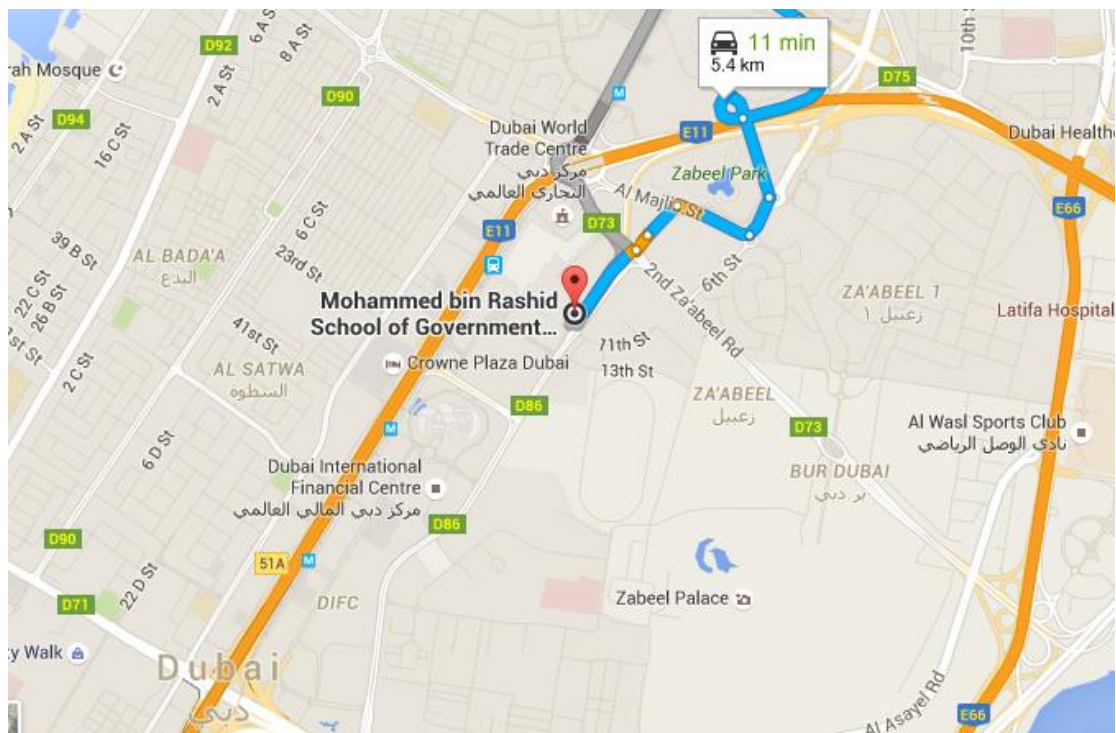 11 min
5.4 km
D92
6 A St
8 A St
2 A St
Mosque
D90
D94
2 A St
16 C St
10th St
D75
E11
Dubai World
Trade Centre
مركز دبي
التجاري العالمي
Zabeel Park
Dubai
Al Majlis St
E66
D73
6 C St
E11
39 B St
AL BADA'A
البدع
23rd St
22 C St
26 B St
2nd Za'abeel Rd
6th St
ZA'ABEEL 1
زعبيل ١
Latifa Hospital
Mohammed bin Rashid
School of Government...
41st St
2 C St
11th St
13th St
Crowne Plaza Dubai
AL SATWA
السطوه
ZA'ABEEL
زعبيل
D86
D73
Al Wasl Sports Club
نادي الوصل الرياضي
6 D St
BUR DUBAI
بر دبي
Dubai International
Financial Centre
مركز دبي المالي العالمي
D86
D90
51A
22 D St
D71
DIFC
Zabeel Palace
Walk
Dubai
دبي
Al Asayel Rd
E66